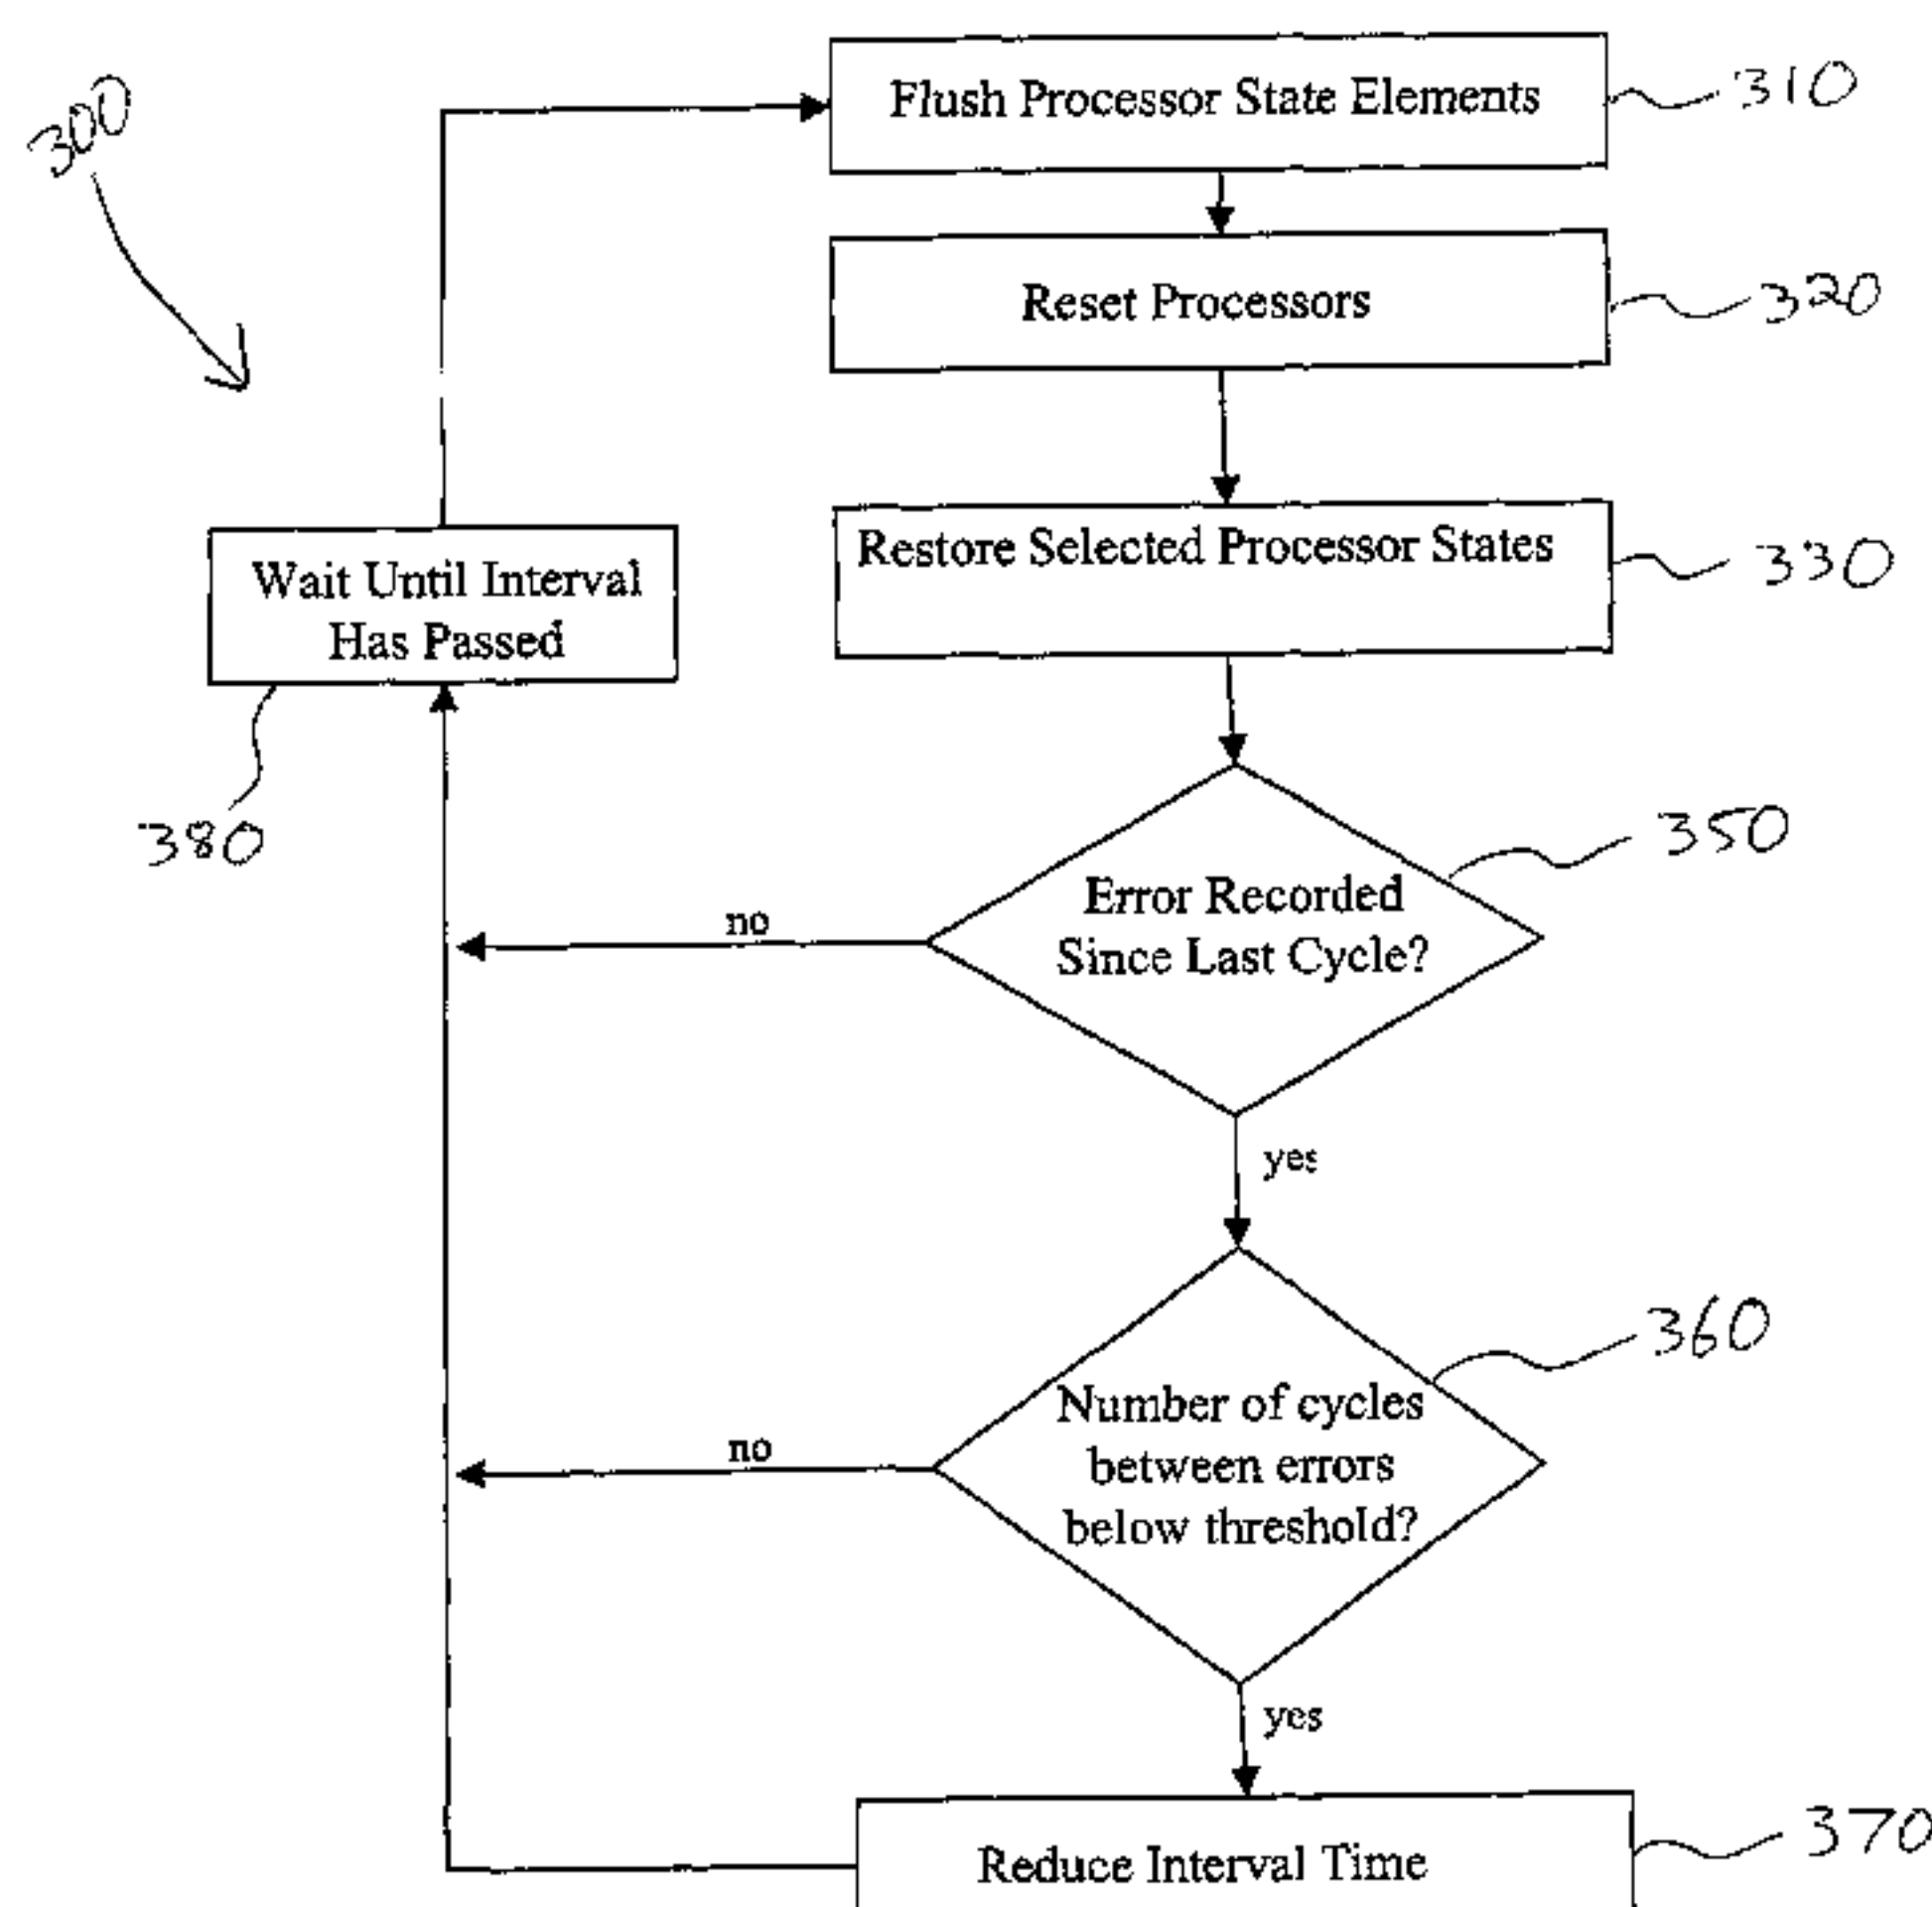 300
Flush Processor State Elements
310
Reset Processors
320
Restore Selected Processor States
330
Wait Until Interval
Has Passed
380
Error Recorded
Since Last Cycle?
350
no
yes
Number of cycles
between errors
below threshold?
360
no
yes
Reduce Interval Time
370